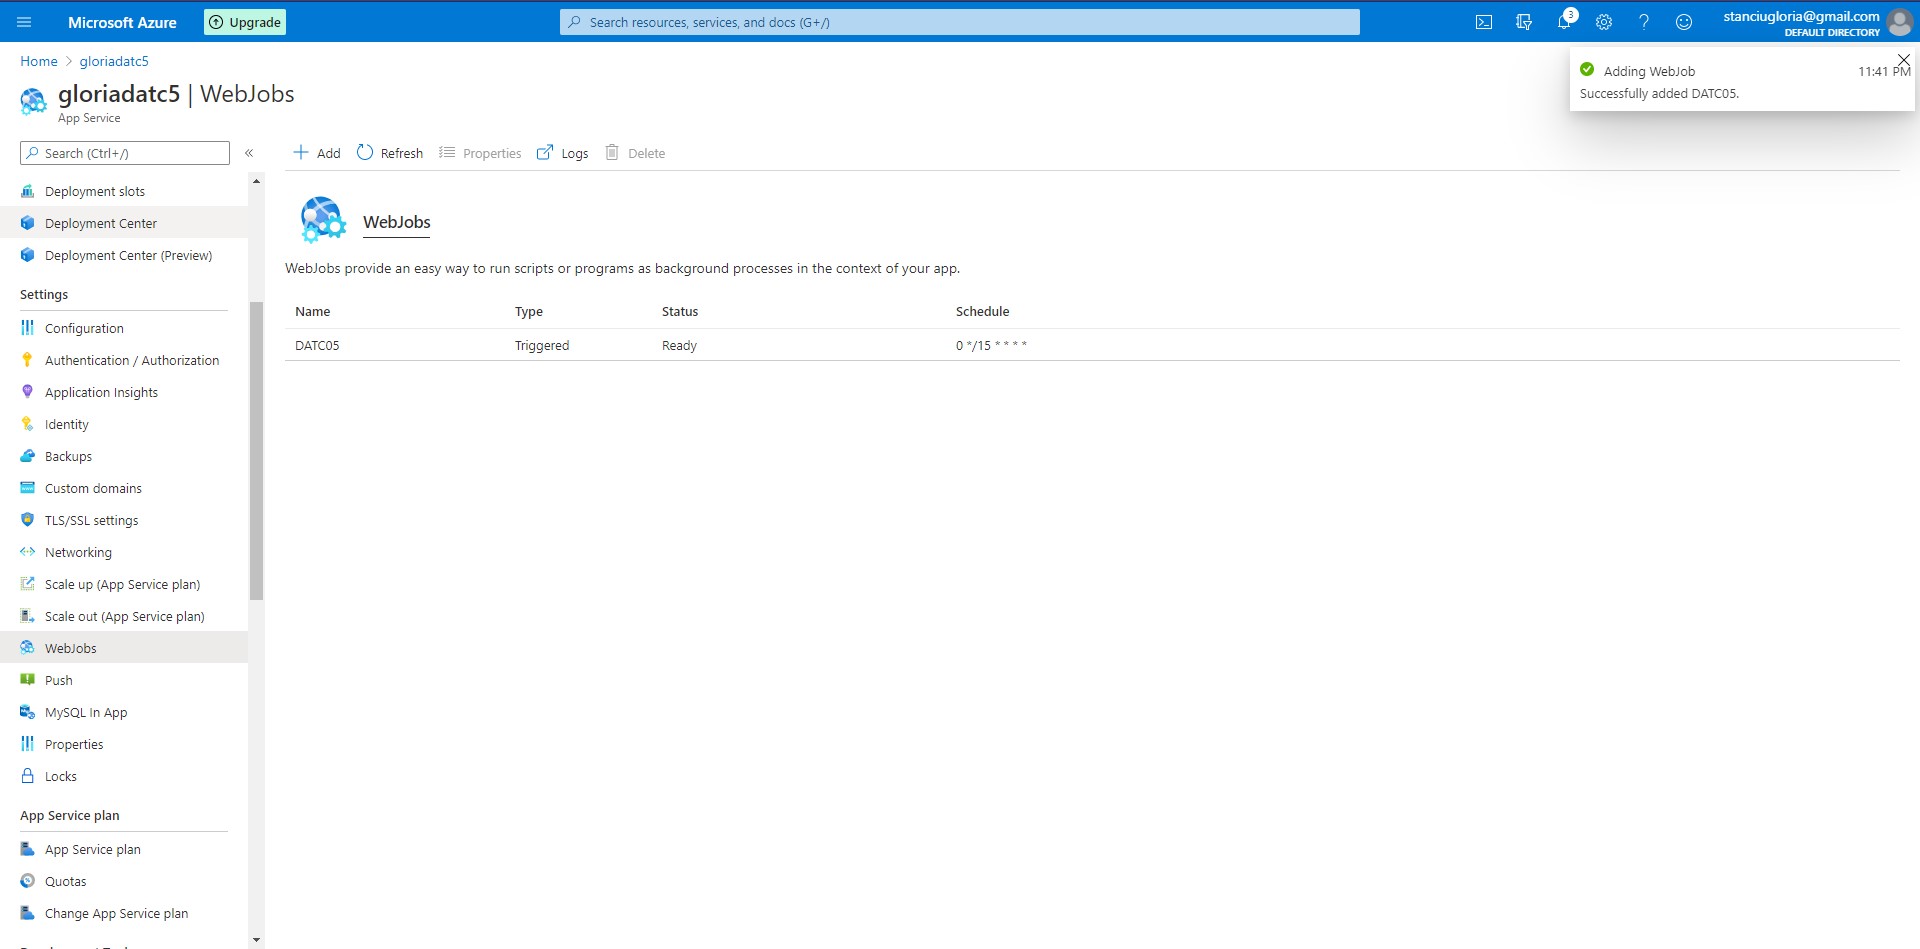 Microsoft Azure
Upgrade
Search resources, services, and docs (G+/)
3
stanciugloria@gmail.com
DEFAULT DIRECTORY
Home > gloriadatc5
Adding WebJob 11:41 PM
Successfully added DATC05.
gloriadatc5 | WebJobs
App Service
Search (Ctrl+/)
«
Add
Refresh
Properties
Logs
Delete
Deployment slots
Deployment Center
Deployment Center (Preview)
Settings
Configuration
Authentication / Authorization
Application Insights
Identity
Backups
Custom domains
TLS/SSL settings
Networking
Scale up (App Service plan)
Scale out (App Service plan)
WebJobs
Push
MySQL In App
Properties
Locks
App Service plan
App Service plan
Quotas
Change App Service plan
WebJobs
WebJobs provide an easy way to run scripts or programs as background processes in the context of your app.
Name Type Status Schedule
DATC05 Triggered Ready 0 */15 * * * *